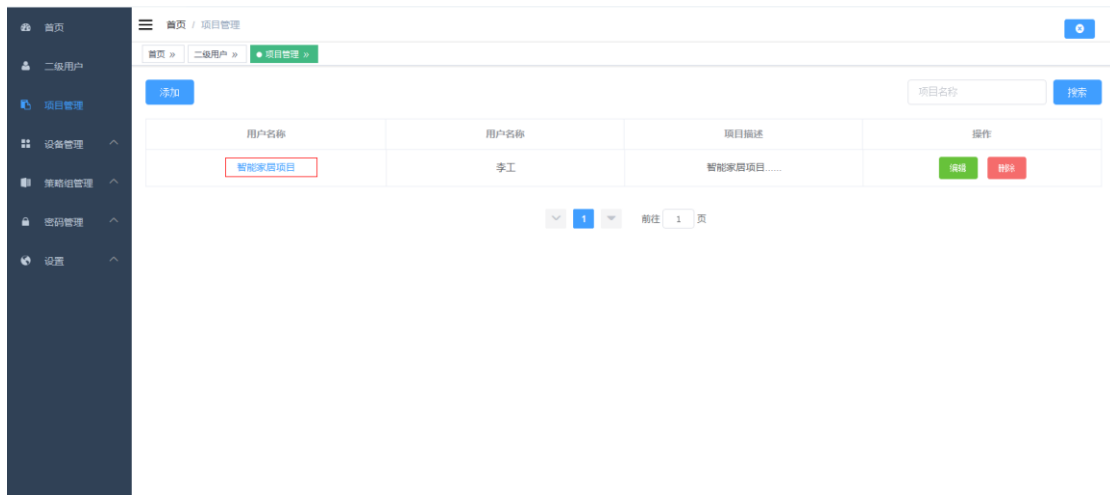 首页
二级用户
项目管理
设备管理
策略组管理
密码管理
设置
首页 / 项目管理
首页 » 二级用户 » 项目管理 »
添加 项目名称 搜索
用户名称 用户名称 项目描述 操作
智能家居项目 李工 智能家居项目...... 编辑 删除
1 前往 1 页